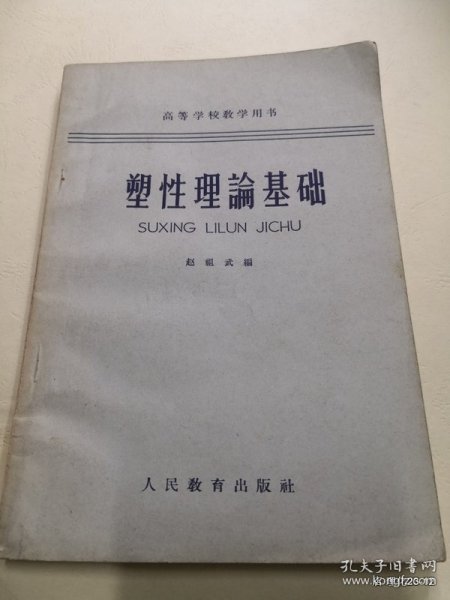 高等学校教学用书
塑性理論基础
SUXING LILUN JICHU
赵祖武編
人民教育出版社
孔夫子旧书网